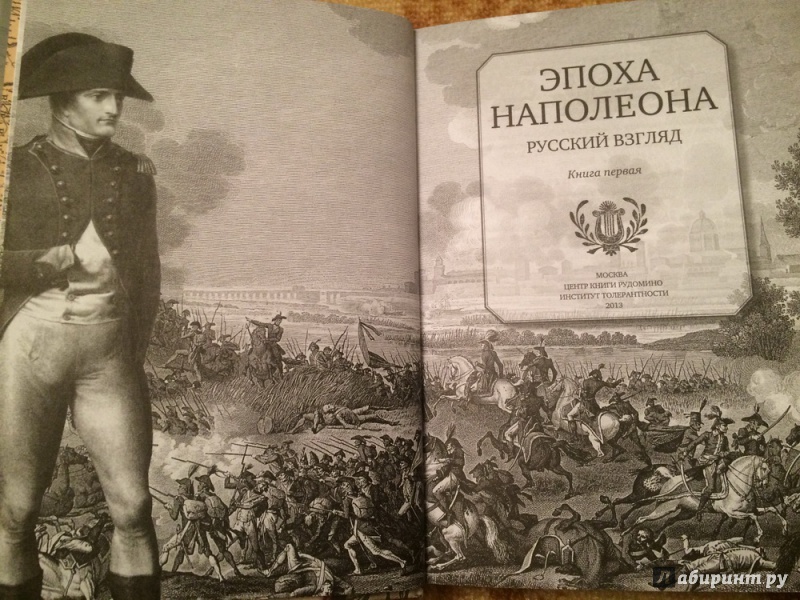 ЭПОХА
НАПОЛЕОНА
РУССКИЙ ВЗГЛЯД
Книга первая
МОСКВА
ЦЕНТР КНИГИ РУДОМИНО
ИНСТИТУТ ТОЛЕРАНТНОСТИ
2013
Лабиринт.ру